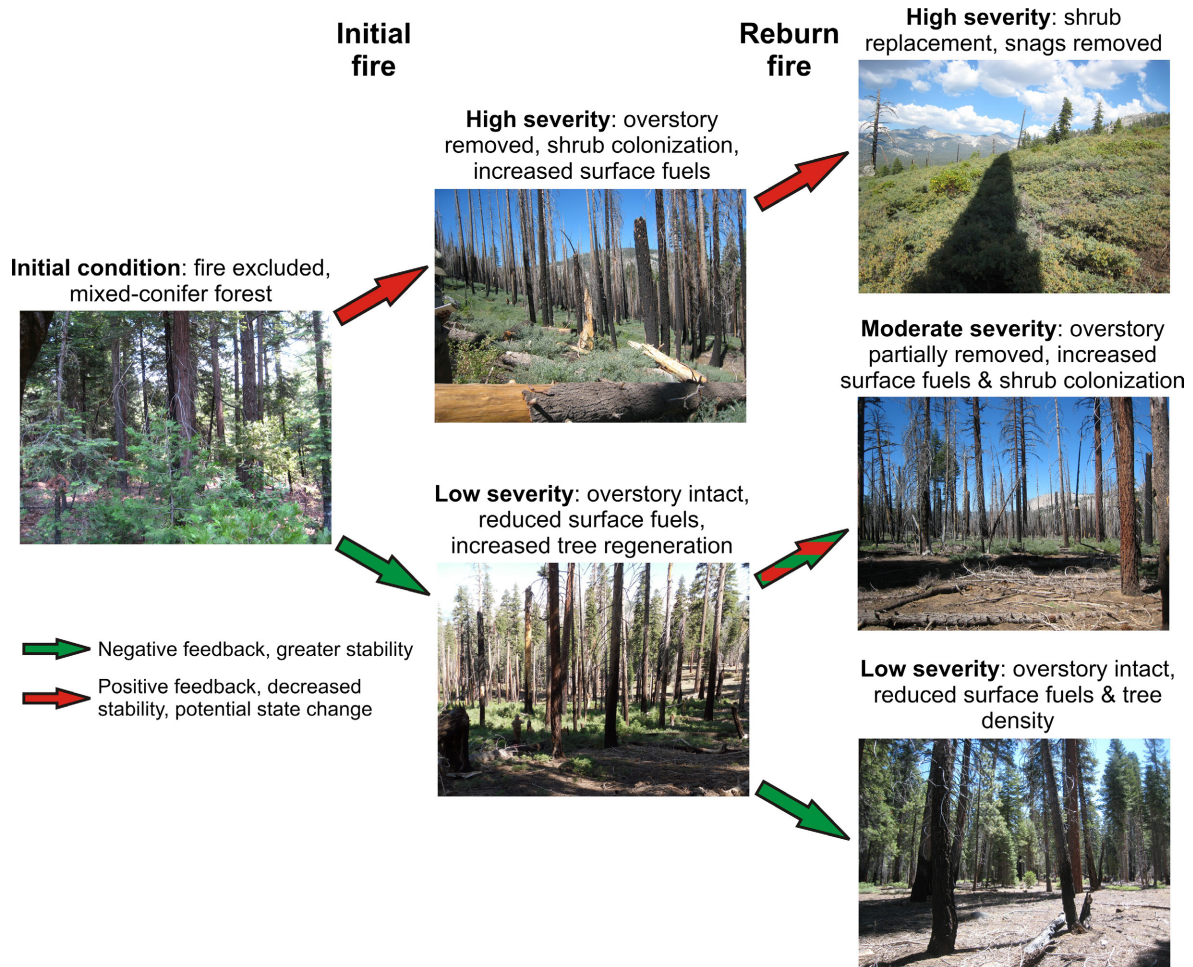 Initial
fire
Reburn
fire
Initial condition: fire excluded,
mixed-conifer forest
High severity: overstory
removed, shrub colonization,
increased surface fuels
Low severity: overstory intact,
reduced surface fuels,
increased tree regeneration
High severity: shrub
replacement, snags removed
Moderate severity: overstory
partially removed, increased
surface fuels & shrub colonization
Low severity: overstory intact,
reduced surface fuels & tree
density
Negative feedback, greater stability
Positive feedback, decreased
stability, potential state change